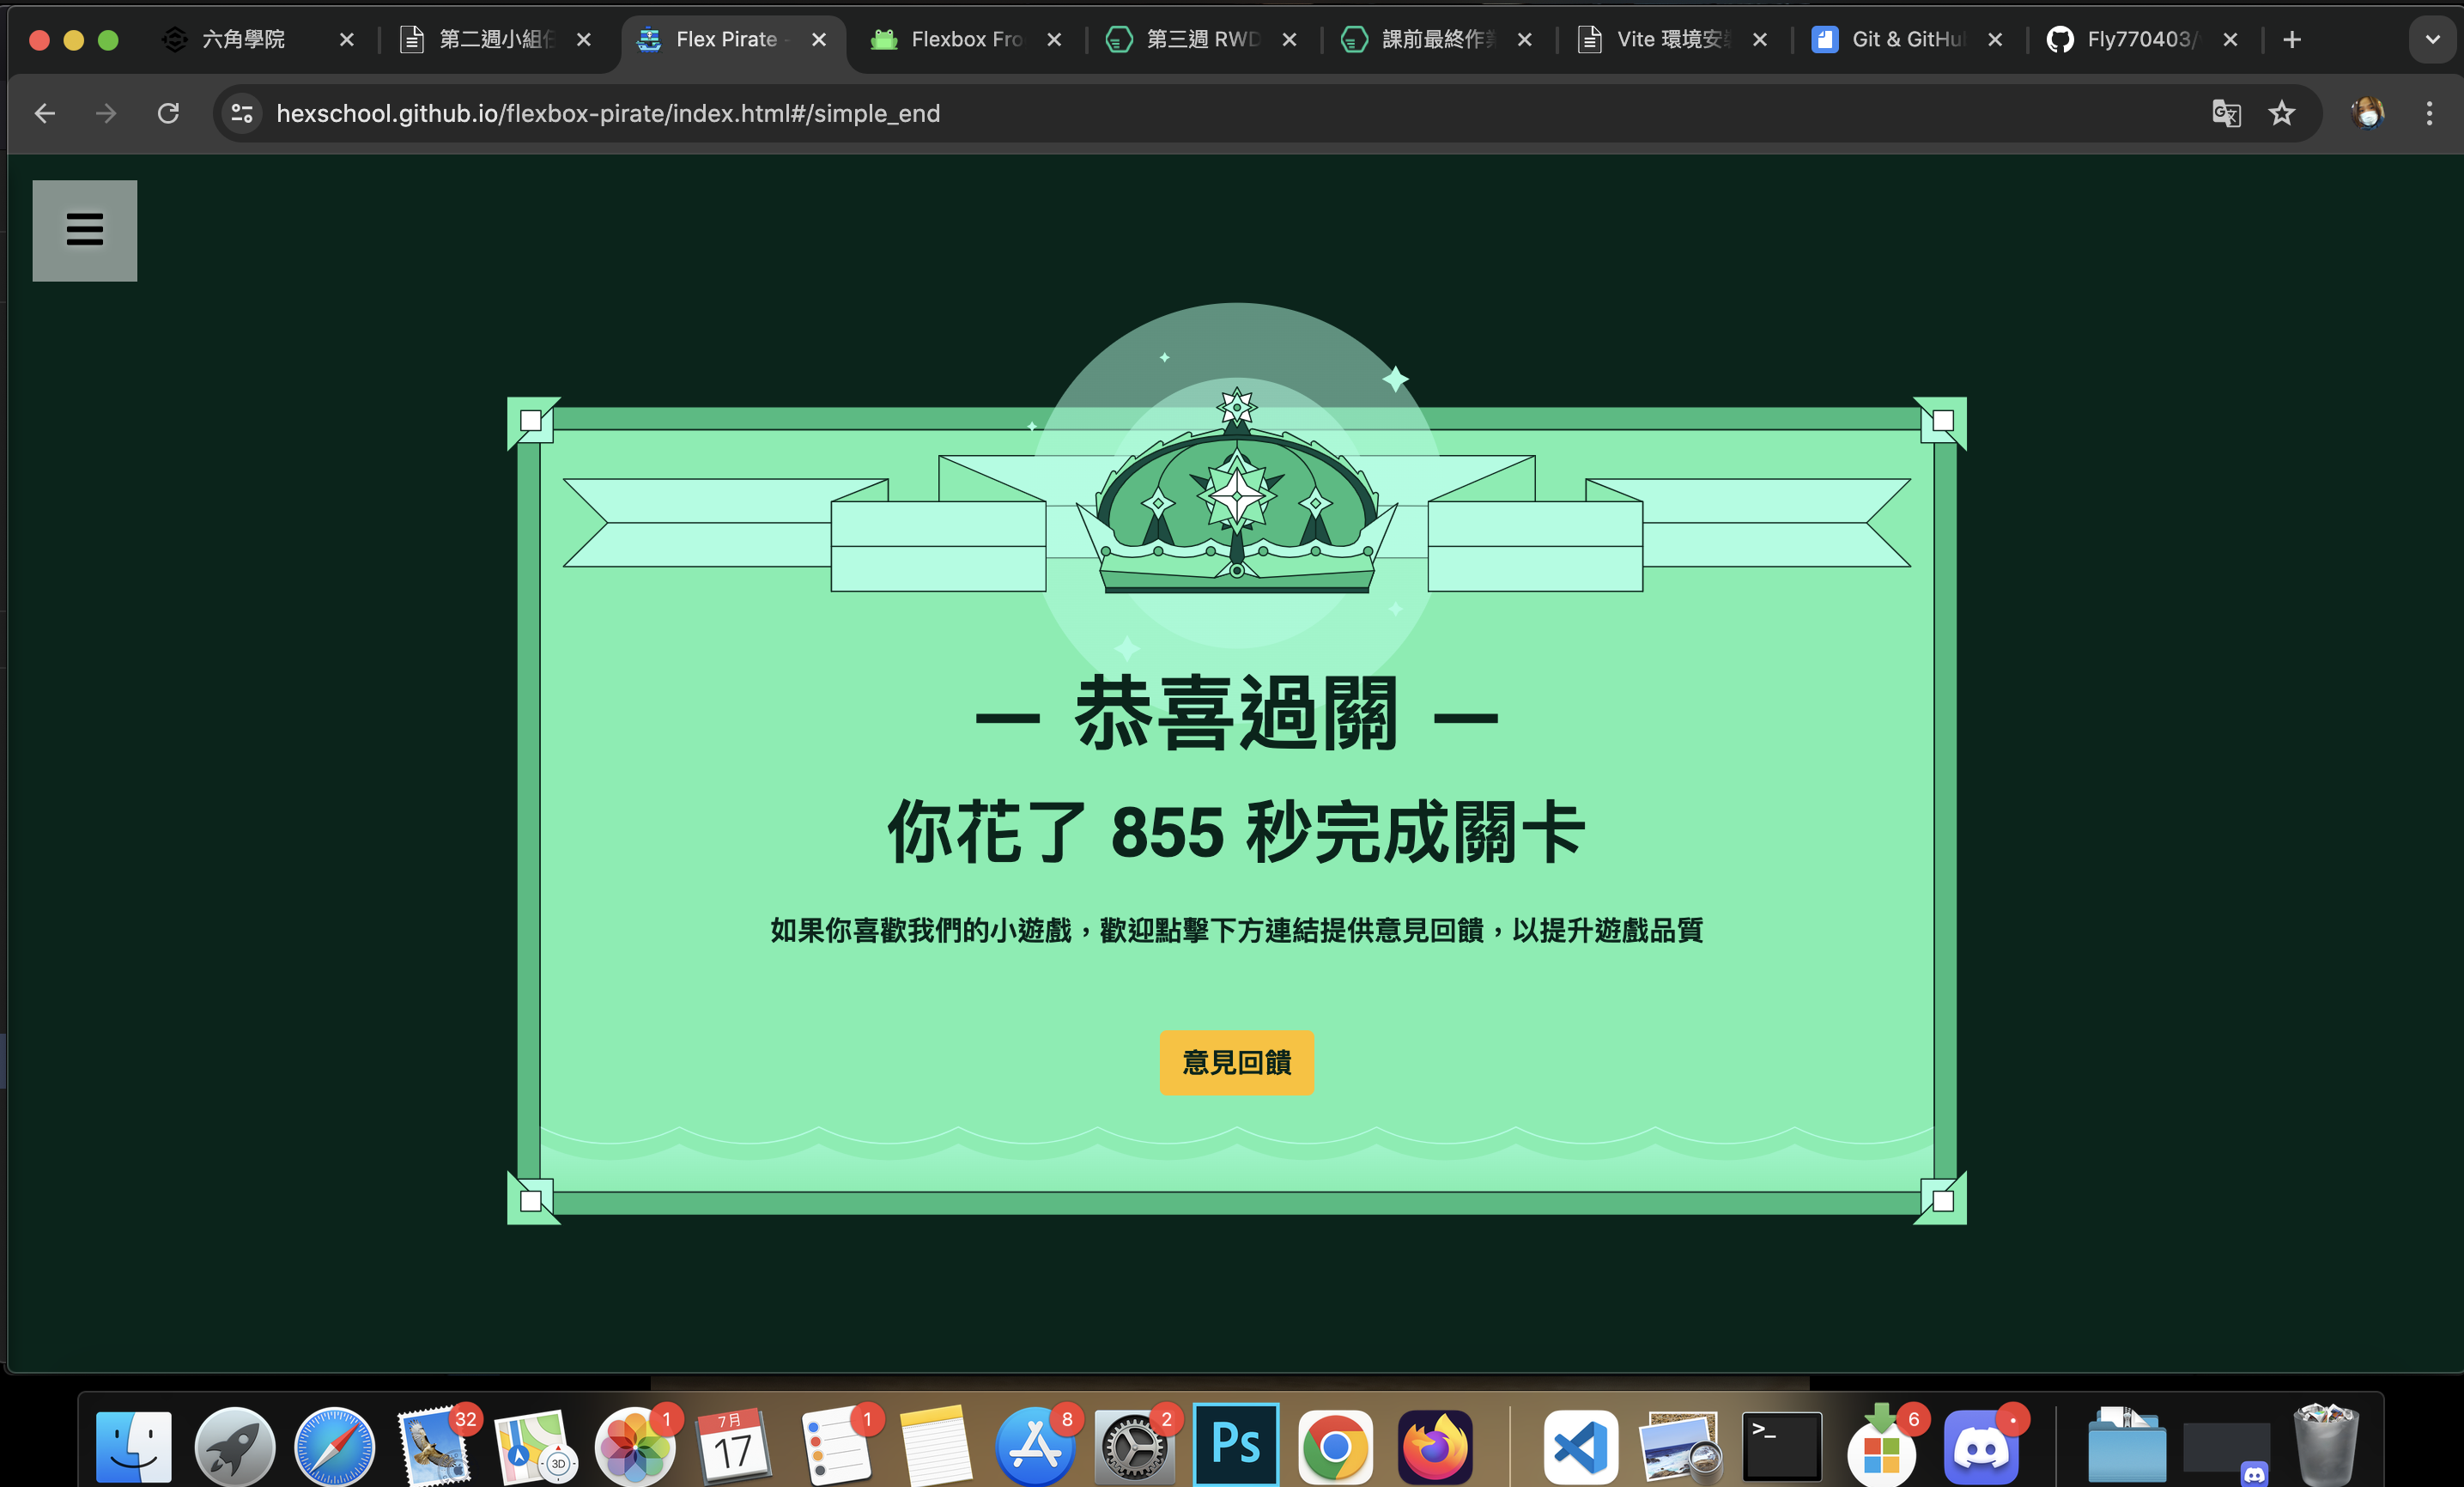 六角學院
第二週小組
Flex Pirate -
Flexbox Fro
第三週 RWD
課前最終作
Vite 環境安
Git & GitHu
Fly770403/
hexschool.github.io/flexbox-pirate/index.html#/simple_end
— 恭喜過關 —
你花了 855 秒完成關卡
如果你喜歡我們的小遊戲，歡迎點擊下方連結提供意見回饋，以提升遊戲品質
意見回饋
32
3D
1
7月
17
1
8
2
Ps
>_
6